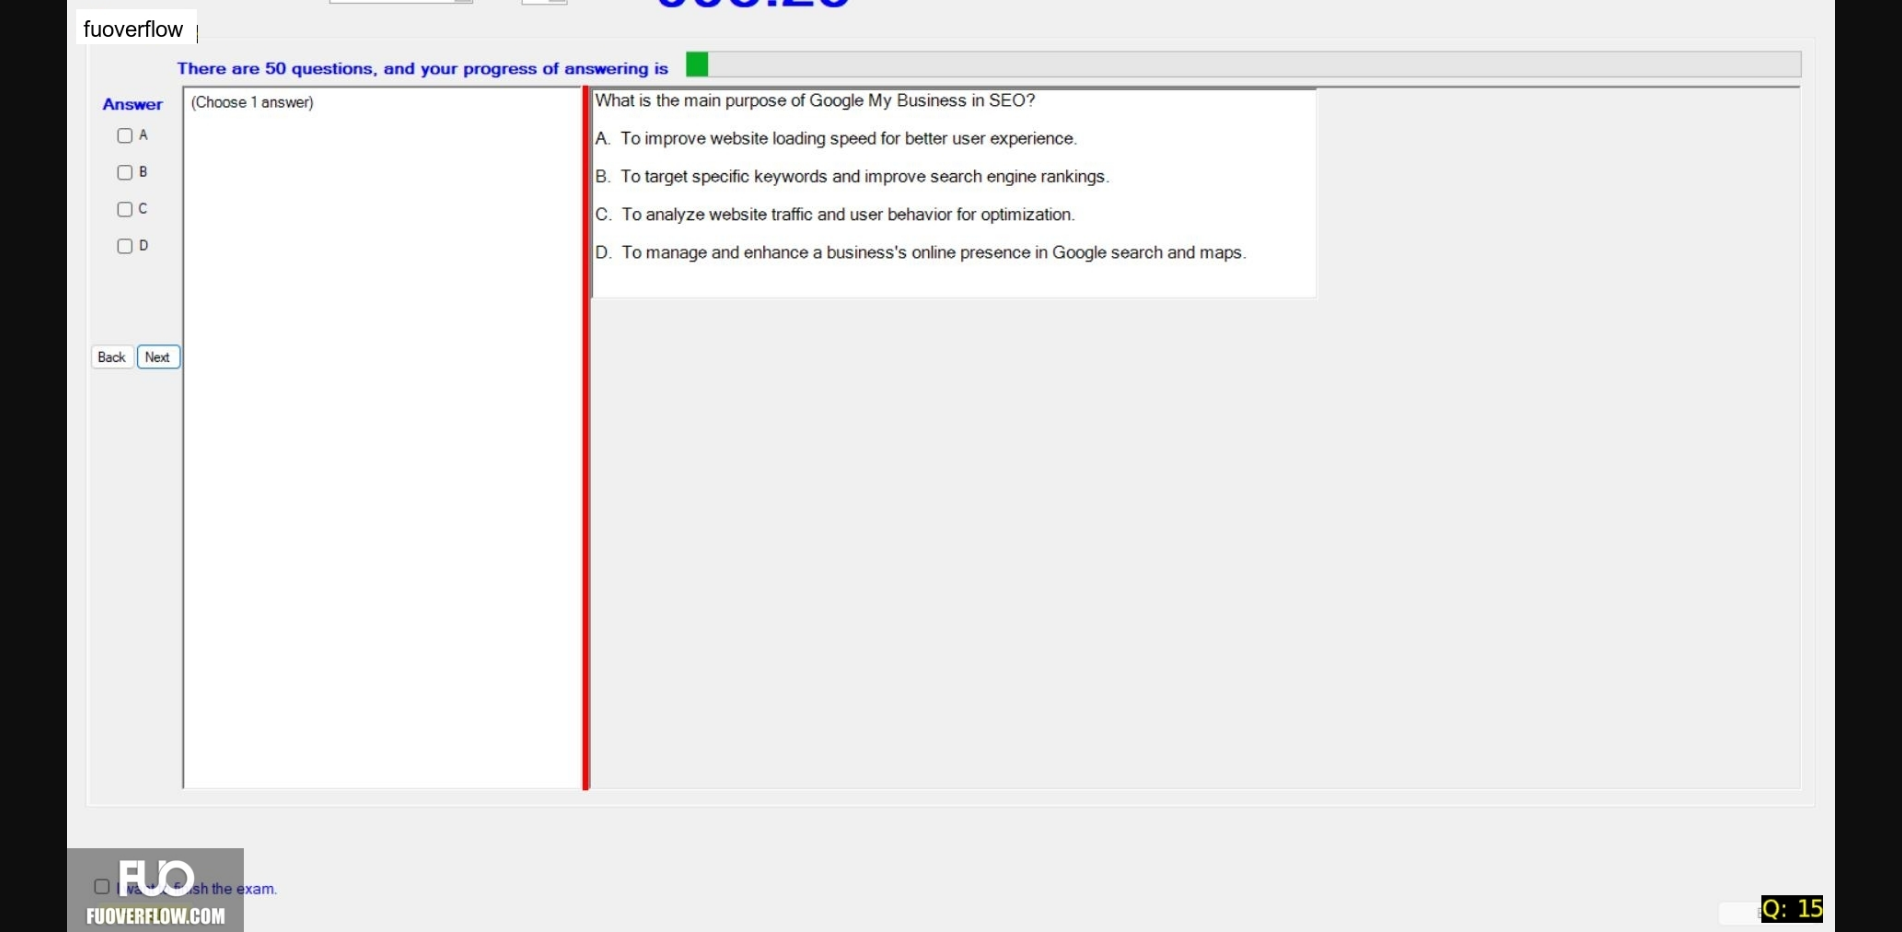 fuoverflow
There are 50 questions, and your progress of answering is
Answer
(Choose 1 answer)
A
B
C
D
Back
Next
What is the main purpose of Google My Business in SEO?
A. To improve website loading speed for better user experience.
B. To target specific keywords and improve search engine rankings.
C. To analyze website traffic and user behavior for optimization.
D. To manage and enhance a business's online presence in Google search and maps.
FUO
I want finish the exam.
FUOVERFLOW.COM
Q: 15